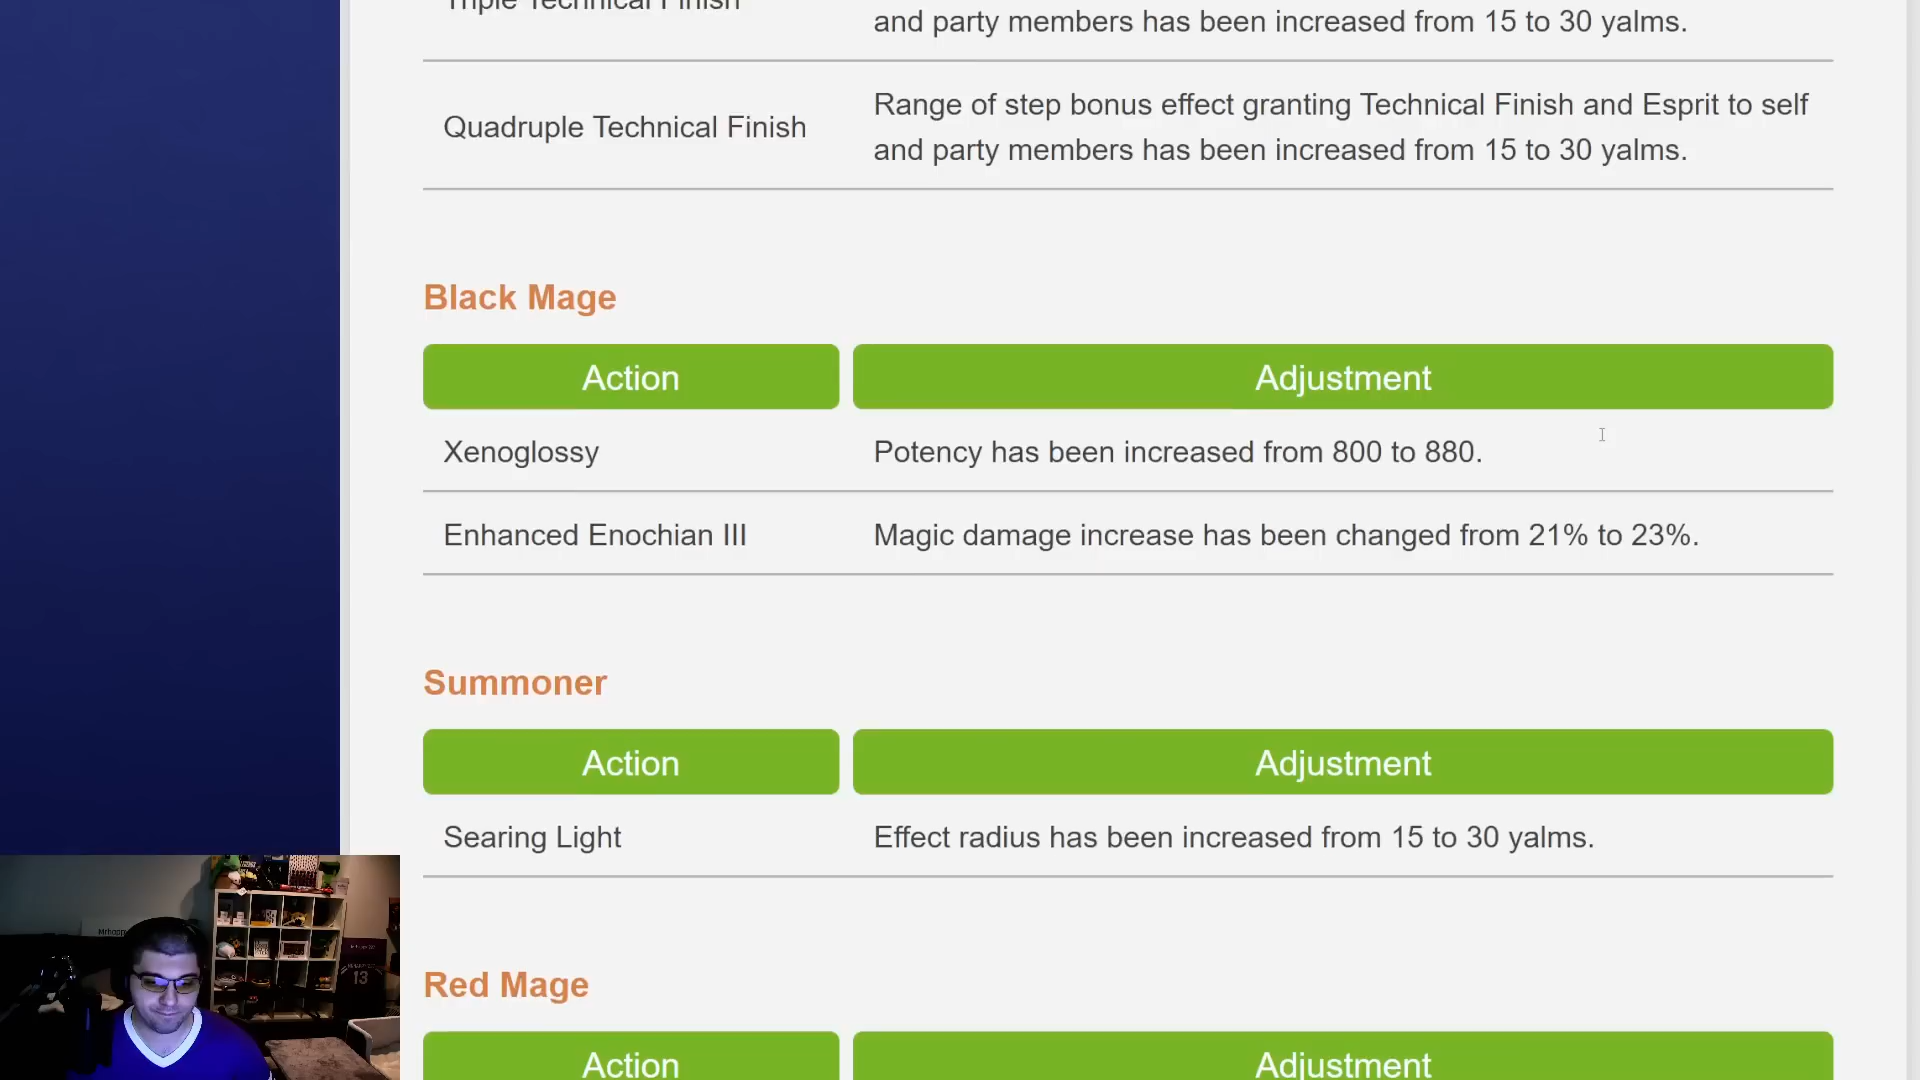 Triple Technical Finish
and party members has been increased from 15 to 30 yalms.
Quadruple Technical Finish
Range of step bonus effect granting Technical Finish and Esprit to self
and party members has been increased from 15 to 30 yalms.
Black Mage
Action
Adjustment
Xenoglossy
Potency has been increased from 800 to 880.
Enhanced Enochian III
Magic damage increase has been changed from 21% to 23%.
Summoner
Action
Adjustment
Searing Light
Effect radius has been increased from 15 to 30 yalms.
Red Mage
Action
Adjustment
13